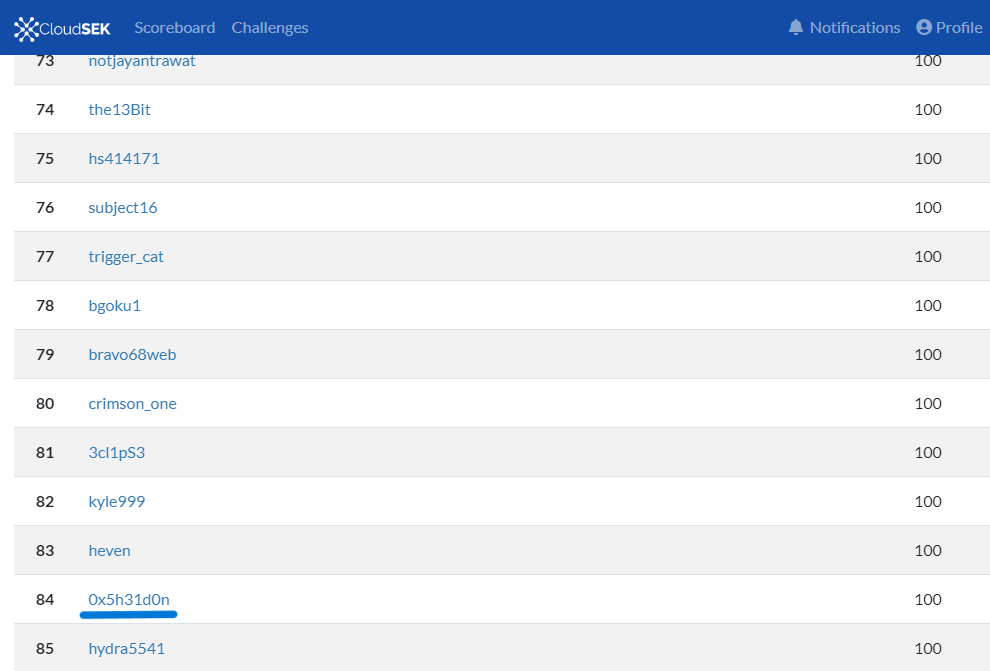 CloudSEK Scoreboard Challenges Notifications Profile
73 notjayantrawat 100
74 the13Bit 100
75 hs414171 100
76 subject16 100
77 trigger_cat 100
78 bgoku1 100
79 bravo68web 100
80 crimson_one 100
81 3cl1pS3 100
82 kyle999 100
83 heven 100
84 0x5h31d0n 100
85 hydra5541 100